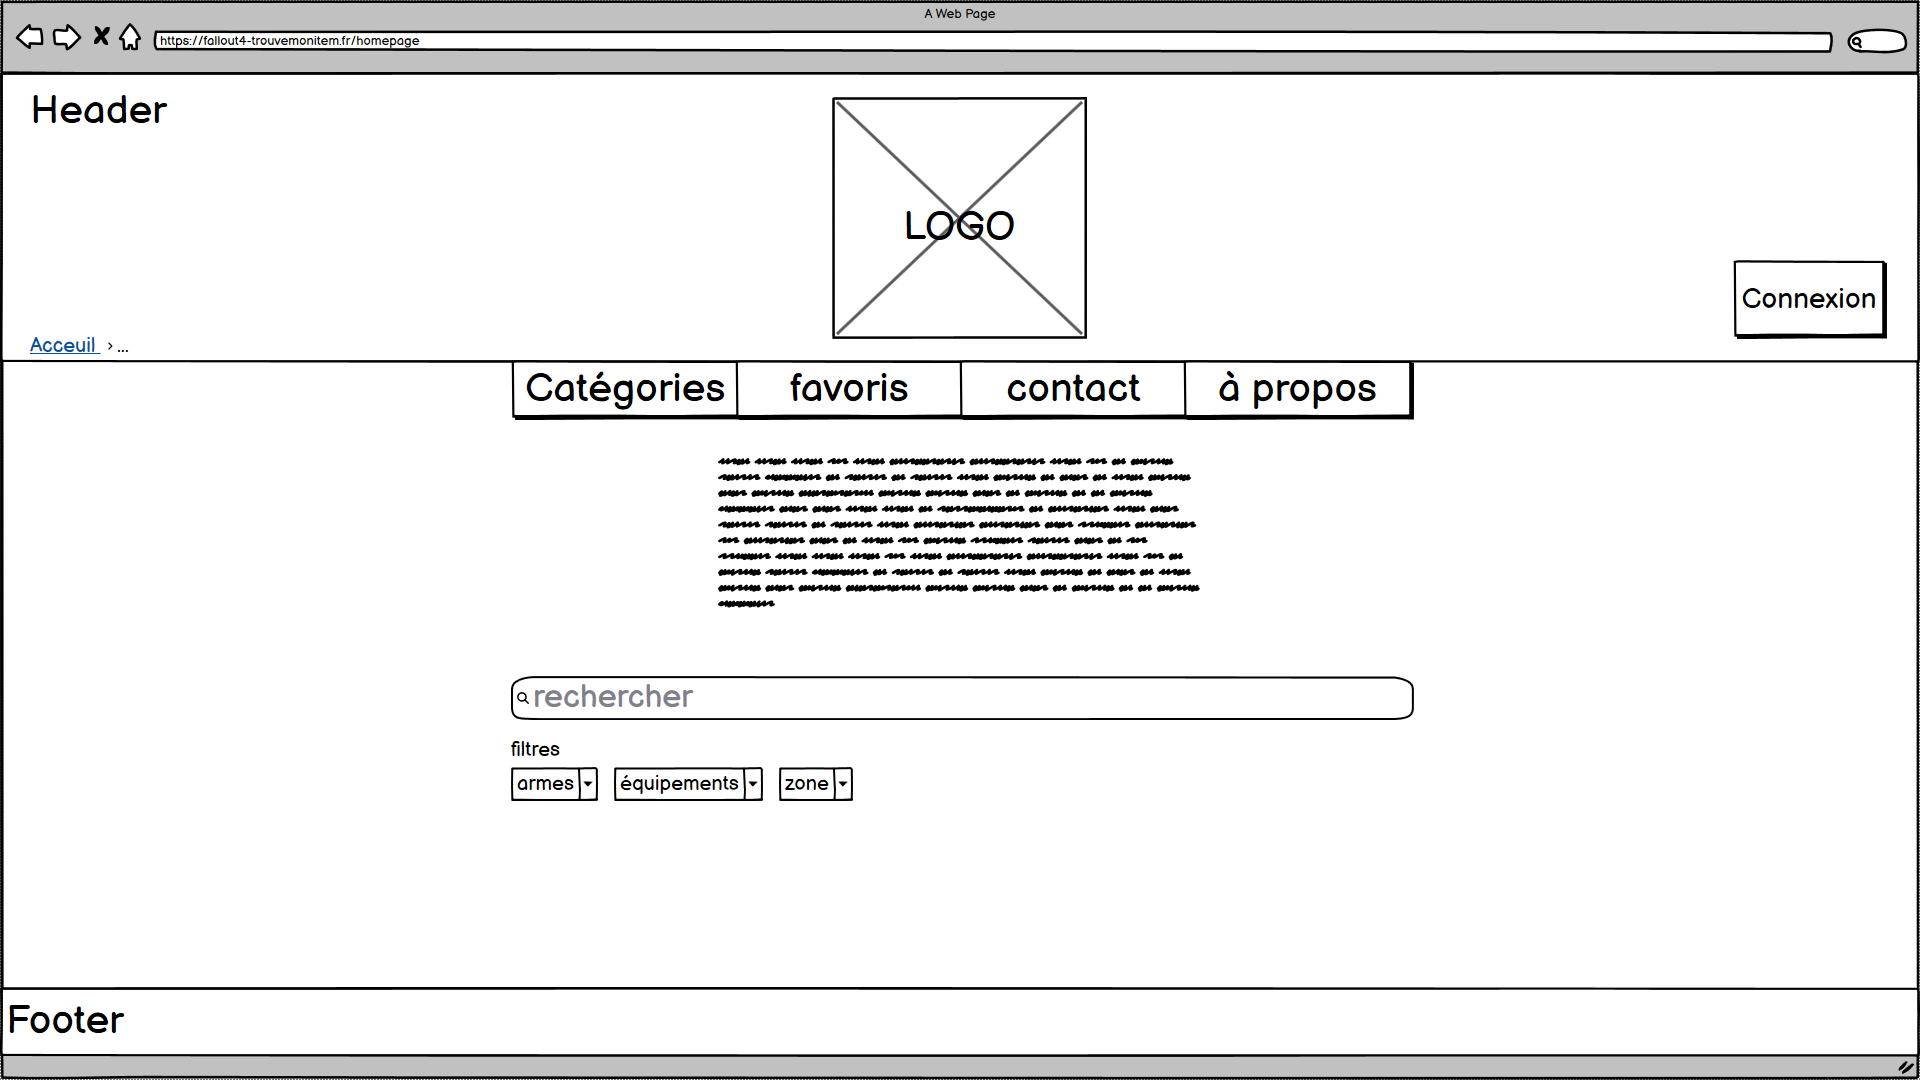 A Web Page
https://fallout4-trouvemonitem.fr/homepage
Header
LOGO
Connexion
Acceuil > ...
Catégories favoris contact à propos
rechercher
filtres
armes équipements zone
Footer